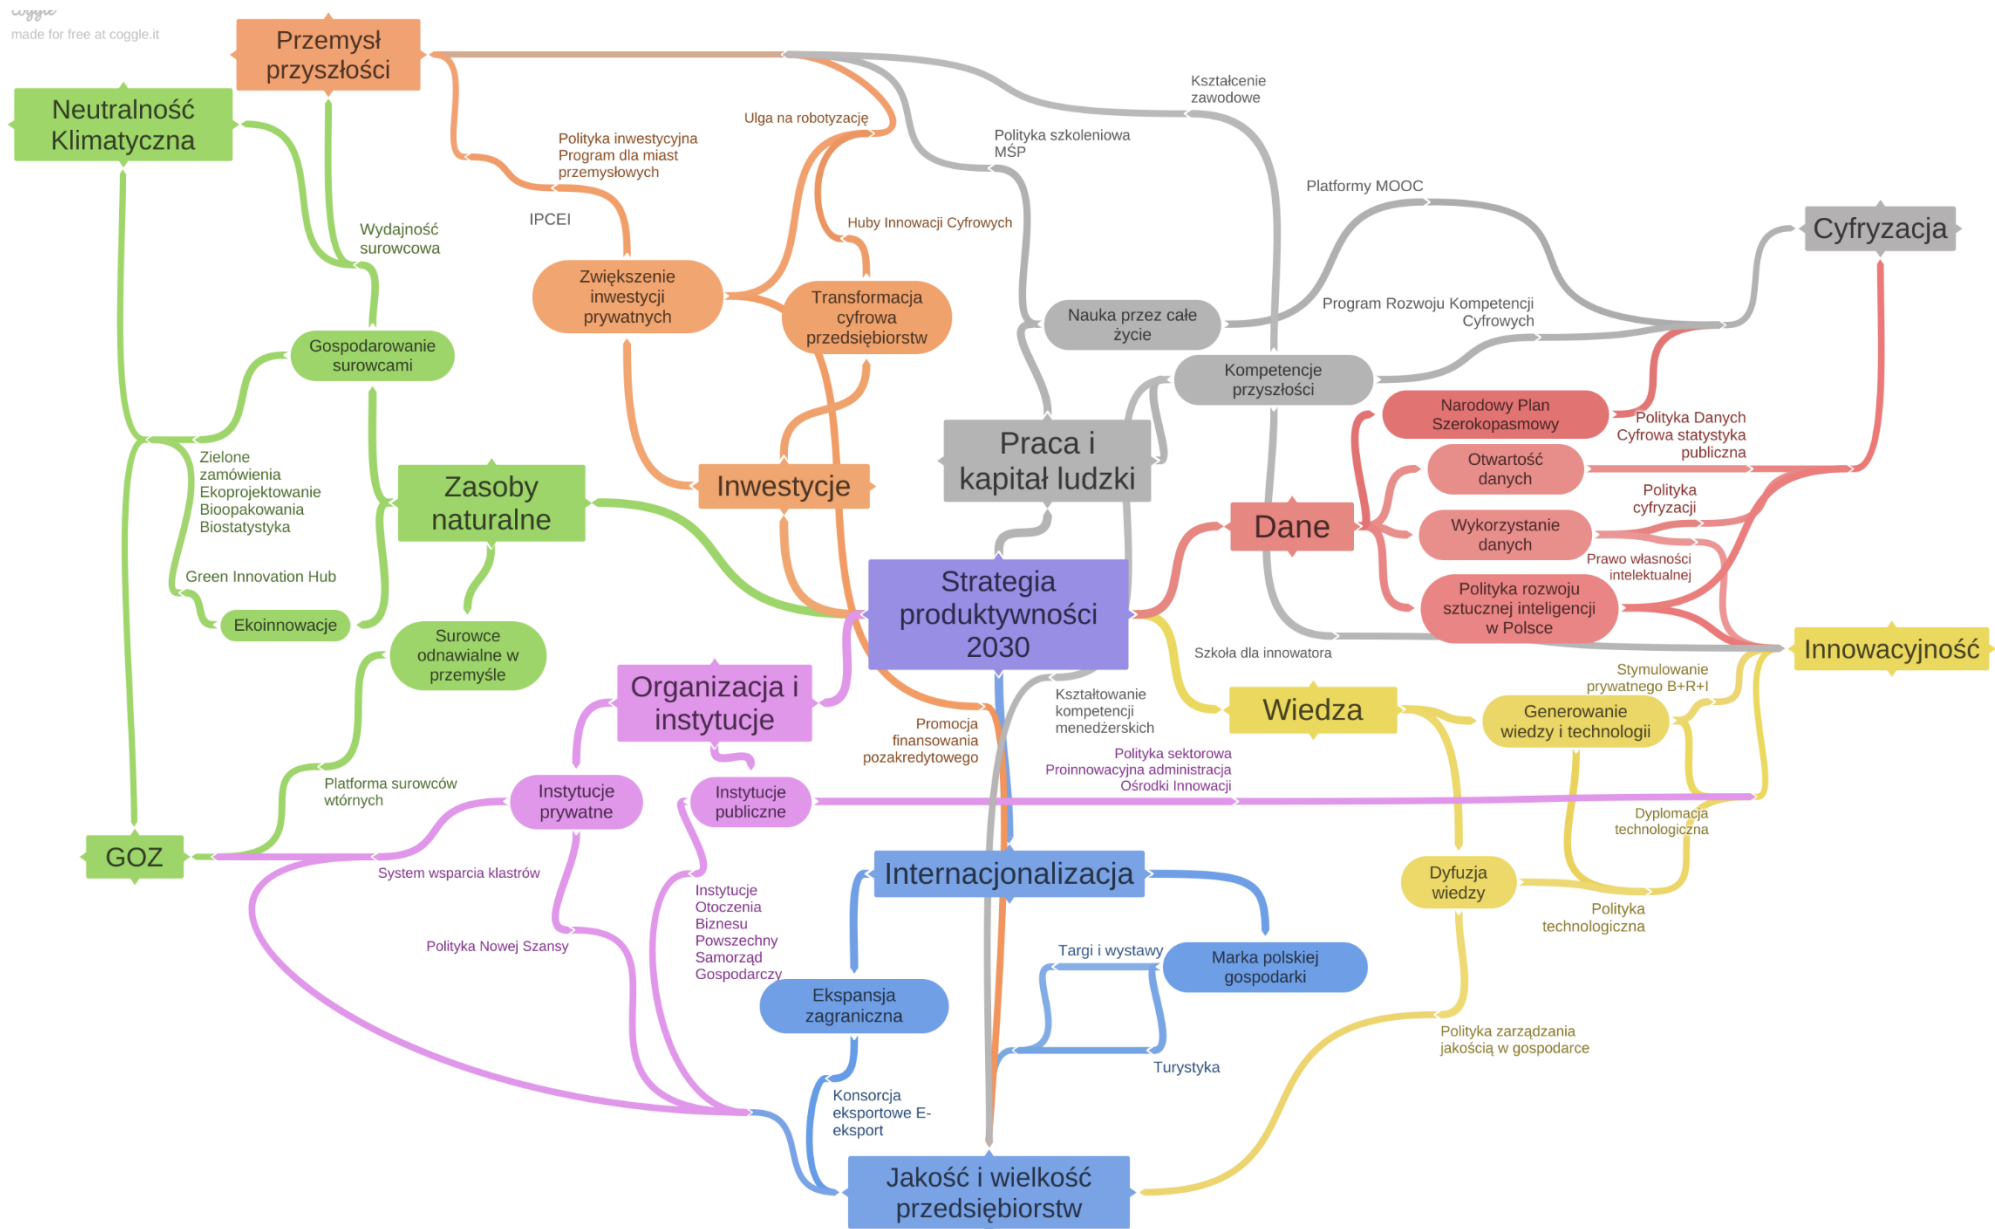 made for free at coggle.it
Przemysł
przyszłości
Neutralność
Klimatyczna
Kształcenie
zawodowe
Ulga na robotyzację
Polityka inwestycyjna
Program dla miast
przemysłowych
Polityka szkoleniowa
MŚP
Platformy MOOC
IPCEI
Huby Innowacji Cyfrowych
Wydajność
surowcowa
Cyfryzacja
Zwiększenie
inwestycji
prywatnych
Transformacja
cyfrowa
przedsiębiorstw
Nauka przez całe
życie
Program Rozwoju Kompetencji
Cyfrowych
Gospodarowanie
surowcami
Kompetencje
przyszłości
Narodowy Plan
Szerokopasmowy
Polityka Danych
Cyfrowa statystyka
publiczna
Praca i
kapitał ludzki
Otwartość
danych
Zielone
zamówienia
Ekoprojektowanie
Bioopakowania
Biostatystyka
Zasoby
naturalne
Inwestycje
Polityka
cyfryzacji
Dane
Wykorzystanie
danych
Prawo własności
intelektualnej
Green Innovation Hub
Strategia
produktywności
2030
Polityka rozwoju
sztucznej inteligencji
w Polsce
Ekoinnowacje
Surowce
odnawialne w
przemyśle
Szkoła dla innowatora
Innowacyjność
Organizacja i
instytucje
Kształtowanie
kompetencji
menedżerskich
Stymulowanie
prywatnego B+R+I
Wiedza
Generowanie
wiedzy i technologii
Promocja
finansowania
pozakredytowego
Polityka sektorowa
Proinnowacyjna administracja
Ośrodki Innowacji
Platforma surowców
wtórnych
Instytucje
prywatne
Instytucje
publiczne
Dyplomacja
technologiczna
GOZ
System wsparcia klastrów
Internacjonalizacja
Dyfuzja
wiedzy
Instytucje
Otoczenia
Biznesu
Powszechny
Samorząd
Gospodarczy
Polityka
technologiczna
Polityka Nowej Szansy
Targi i wystawy
Marka polskiej
gospodarki
Ekspansja
zagraniczna
Polityka zarządzania
jakością w gospodarce
Turystyka
Konsorcja
eksportowe E-
eksport
Jakość i wielkość
przedsiębiorstw